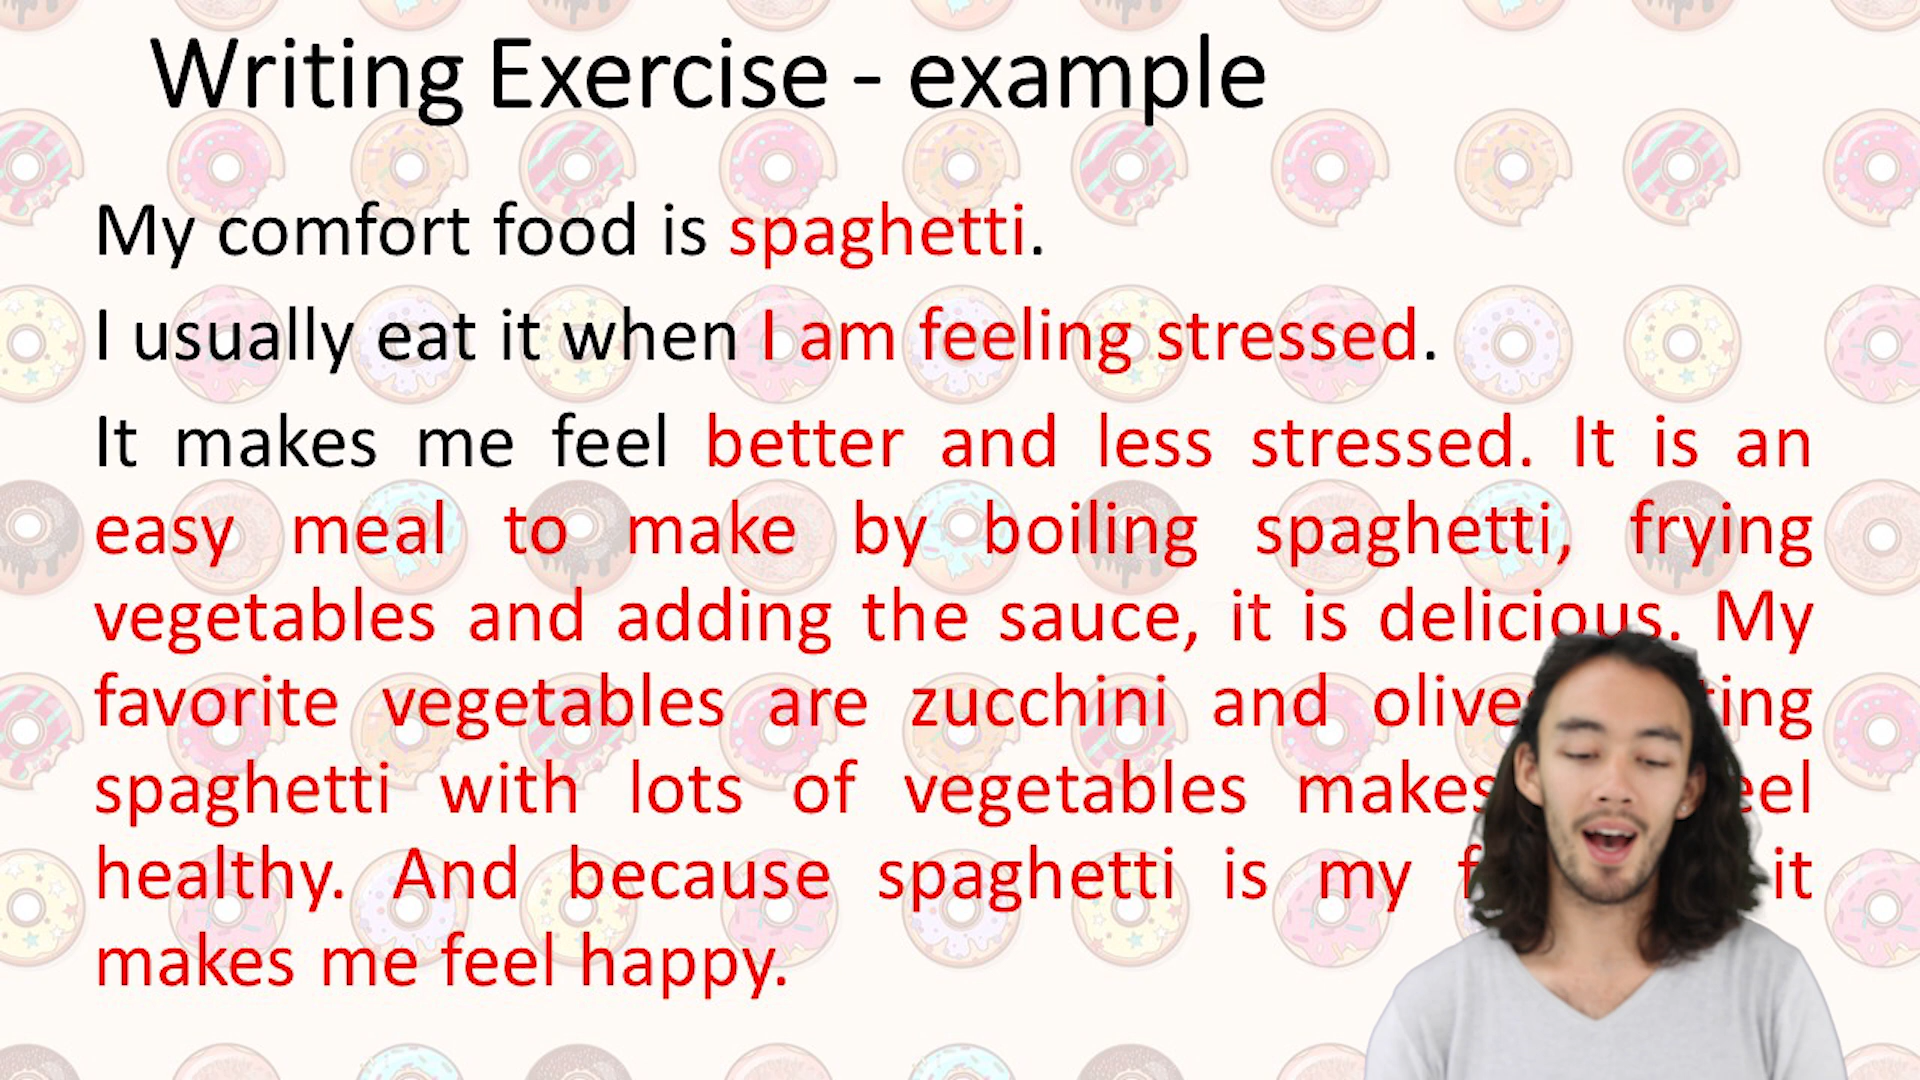 Writing Exercise - example
My comfort food is spaghetti.
I usually eat it when I am feeling stressed.
It makes me feel better and less stressed. It is an
easy meal to make by boiling spaghetti, frying
vegetables and adding the sauce, it is delicious. My
favorite vegetables are zucchini and
spaghetti with lots of vegetables makes
healthy. And because spaghetti is my it
makes me feel happy.